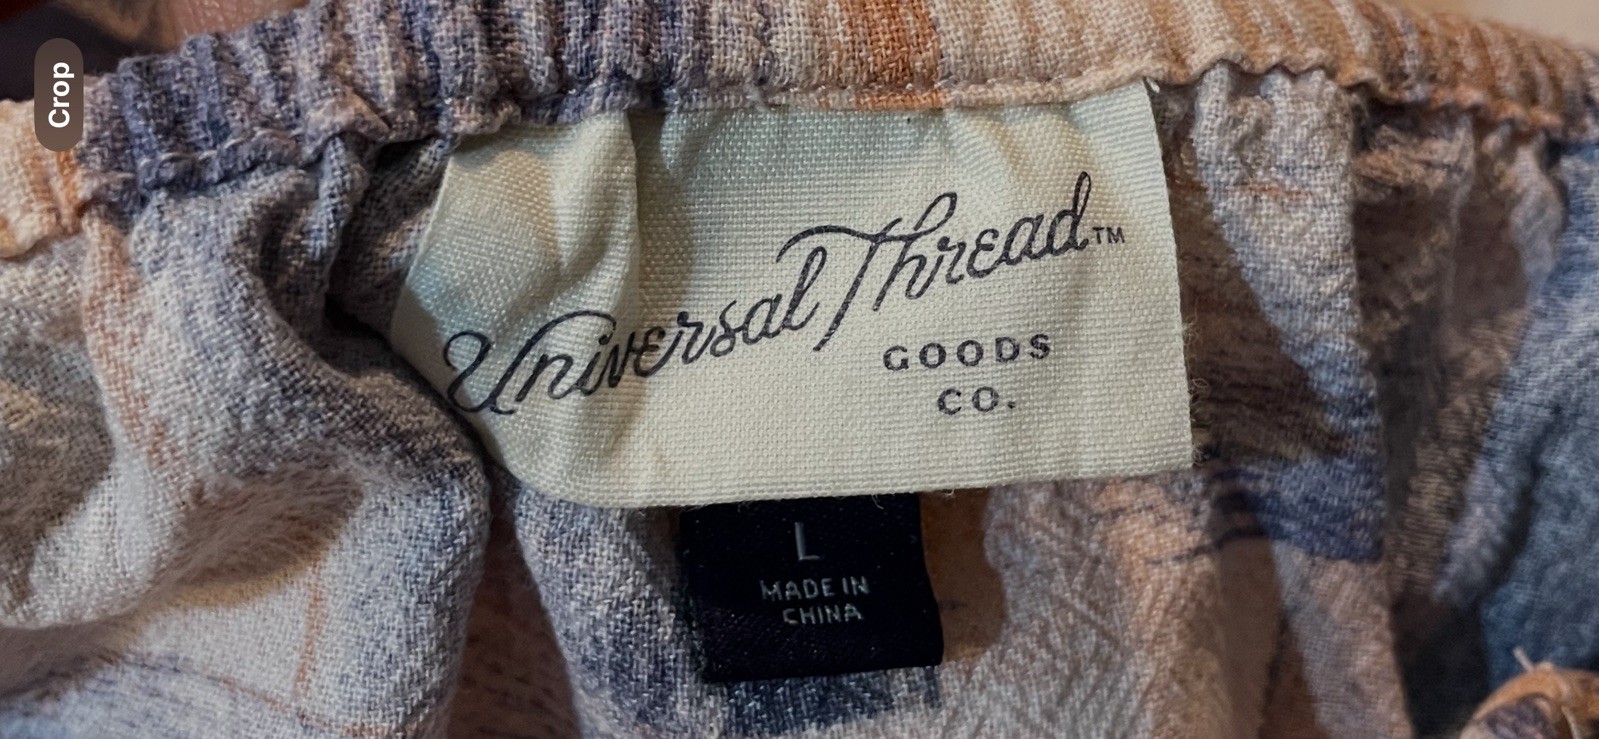 Crop
Universal Thread™
GOODS
CO.
L
MADE IN
CHINA